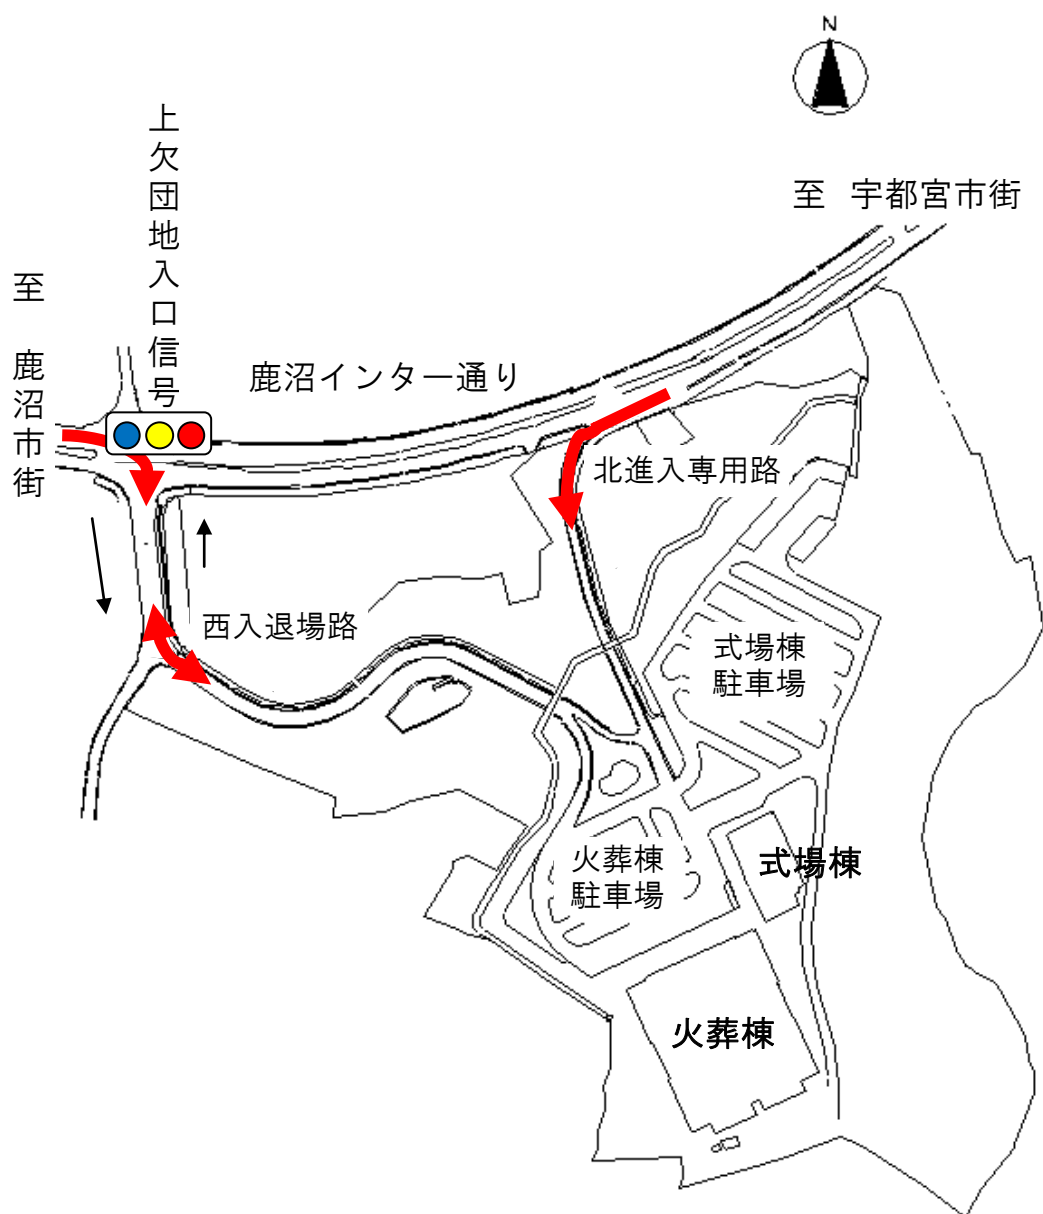 N
至 宇都宮市街
上欠団地入口信号
至 鹿沼市街
鹿沼インター通り
北進入専用路
西入退場路
式場棟
駐車場
火葬棟
駐車場
式場棟
火葬棟